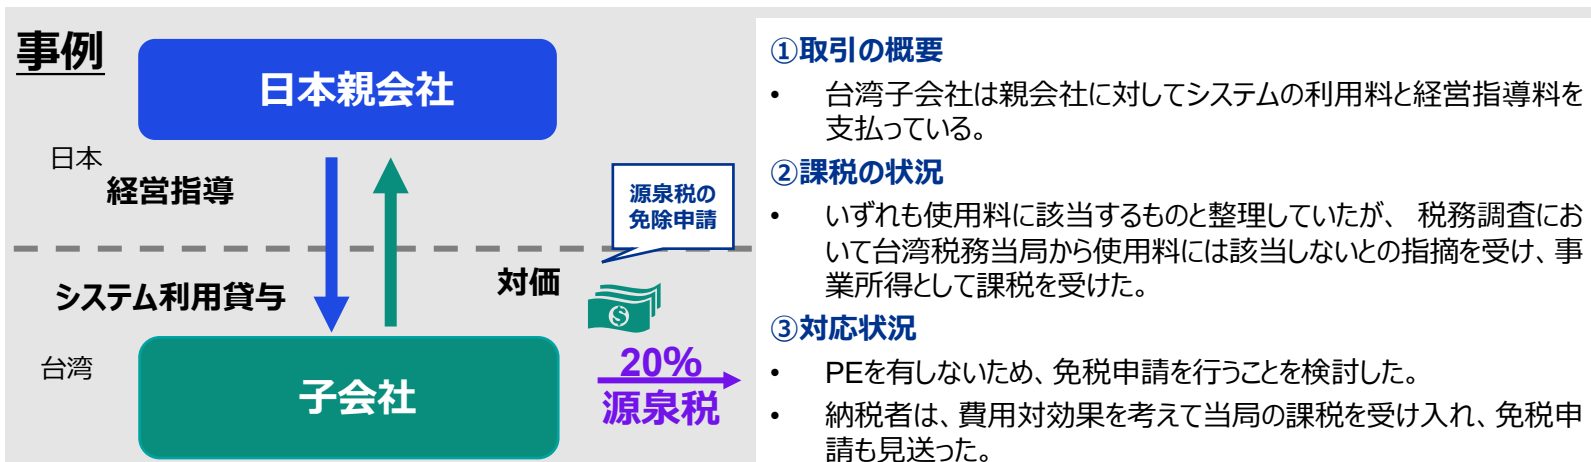 事例
日本親会社
日本
経営指導
源泉税の
免除申請
システム利用貸与
対価
台湾
子会社
20%
源泉税
①取引の概要
• 台湾子会社は親会社に対してシステムの利用料と経営指導料を
支払っている。
②課税の状況
• いずれも使用料に該当するものと整理していたが、 税務調査にお
いて台湾税務当局から使用料には該当しないとの指摘を受け、事
業所得として課税を受けた。
③対応状況
• PEを有しないため、免税申請を行うことを検討した。
• 納税者は、費用対効果を考えて当局の課税を受け入れ、免税申
請も見送った。